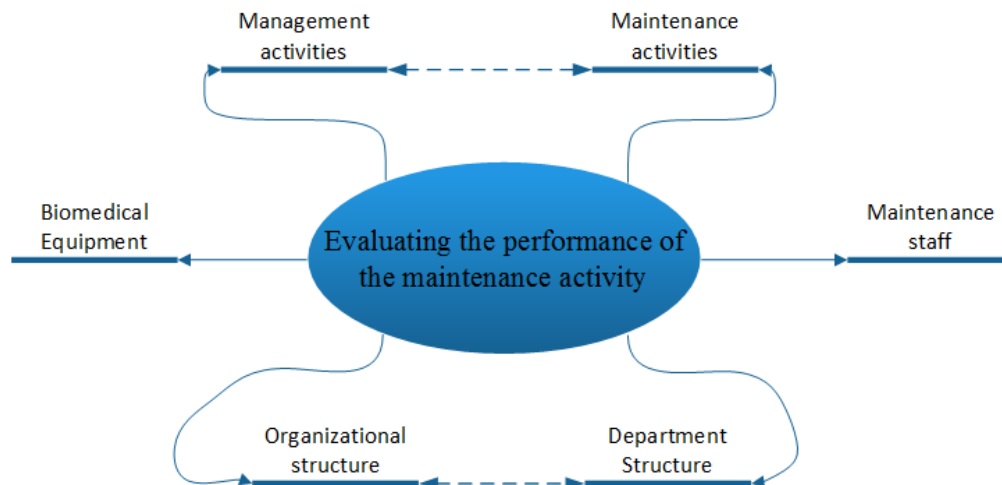 Management
activities
Maintenance
activities
Biomedical
Equipment
Evaluating the performance of
the maintenance activity
Maintenance
staff
Organizational
structure
Department
Structure